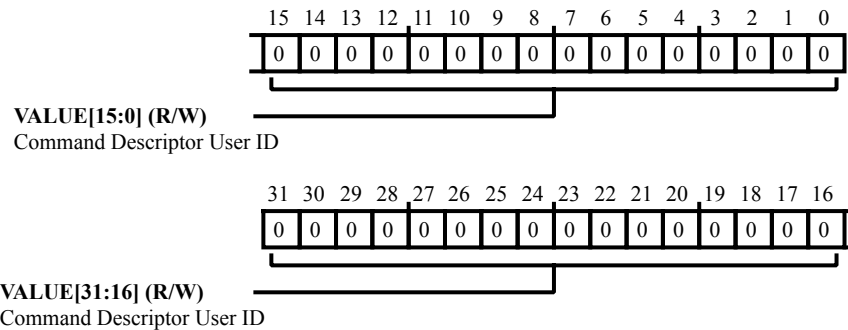 15 14 13 12 11 10 9 8 7 6 5 4 3 2 1 0
0 0 0 0 0 0 0 0 0 0 0 0 0 0 0 0
VALUE[15:0] (R/W)
Command Descriptor User ID
31 30 29 28 27 26 25 24 23 22 21 20 19 18 17 16
0 0 0 0 0 0 0 0 0 0 0 0 0 0 0 0
VALUE[31:16] (R/W)
Command Descriptor User ID